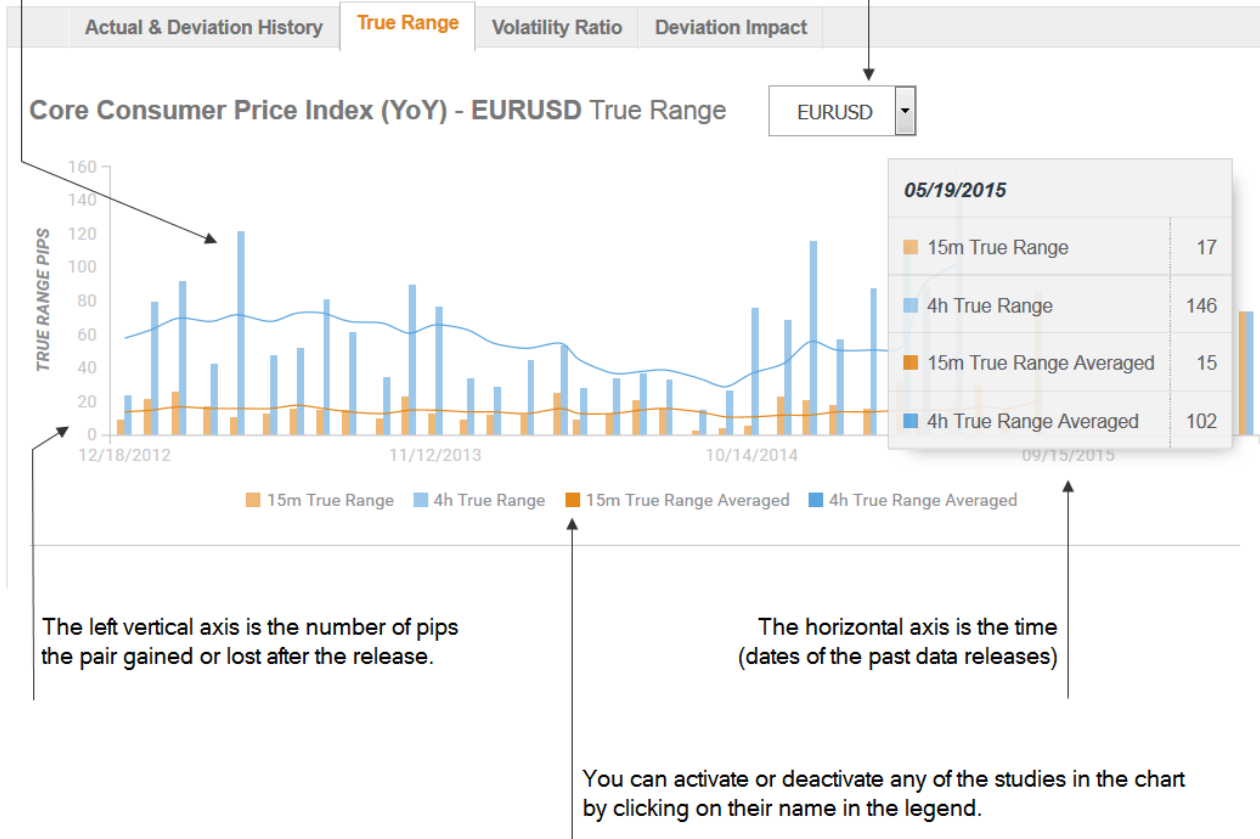 Actual & Deviation History True Range Volatility Ratio Deviation Impact
Core Consumer Price Index (YoY) - EURUSD True Range
EURUSD
TRUE RANGE PIPS
160
140
120
100
80
60
40
20
0
12/18/2012 11/12/2013 10/14/2014 09/15/2015
05/19/2015
15m True Range 17
4h True Range 146
15m True Range Averaged 15
4h True Range Averaged 102
15m True Range 4h True Range 15m True Range Averaged 4h True Range Averaged
The left vertical axis is the number of pips
the pair gained or lost after the release.
The horizontal axis is the time
(dates of the past data releases)
You can activate or deactivate any of the studies in the chart
by clicking on their name in the legend.